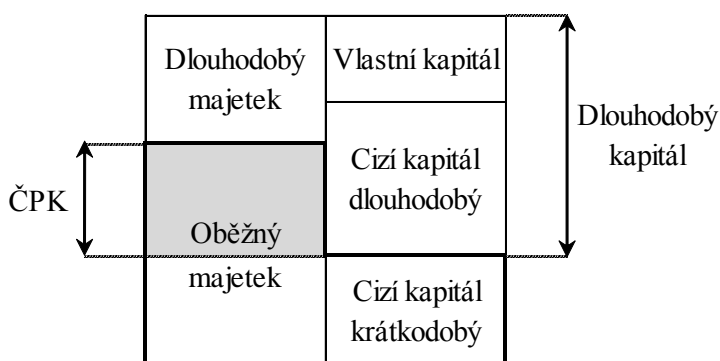 Dlouhodobý
majetek
Vlastní kapitál
Dlouhodobý
kapitál
ČPK
Cizí kapitál
dlouhodobý
Oběžný
majetek
Cizí kapitál
krátkodobý